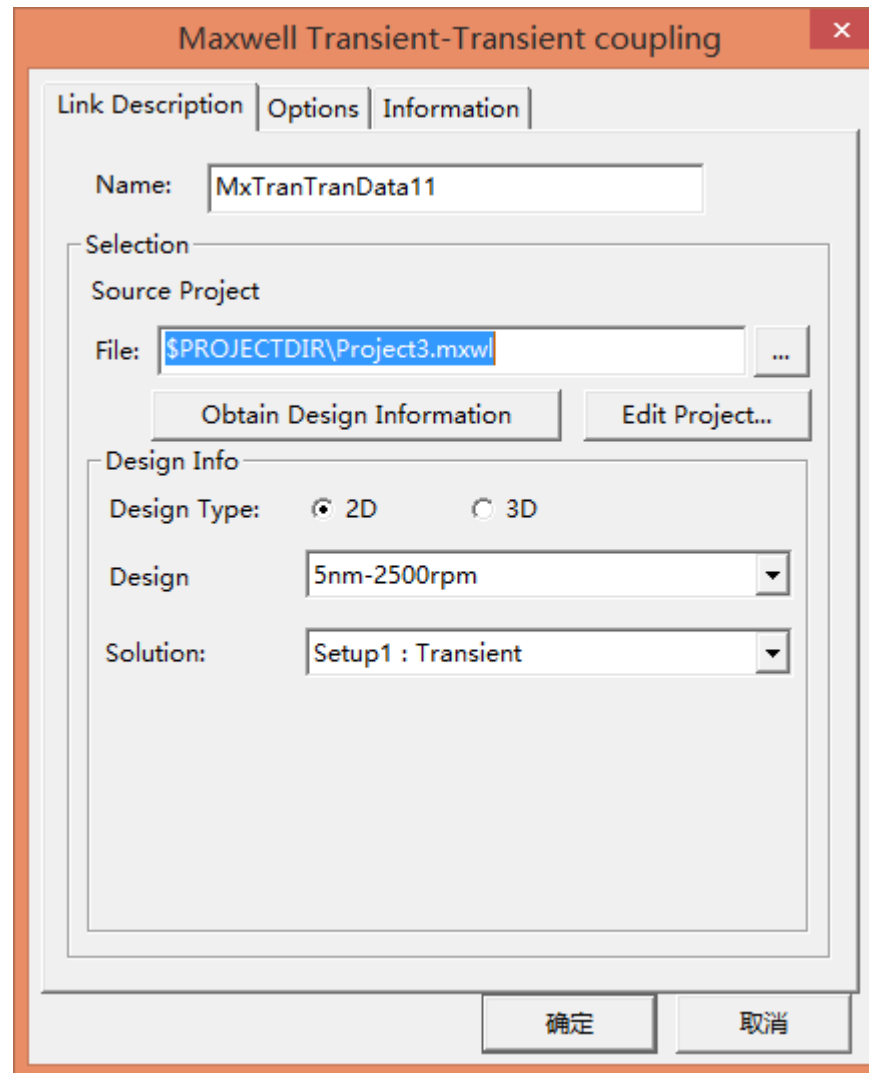 Maxwell Transient-Transient coupling
Link Description Options Information
Name: MxTranTranData11
Selection
Source Project
File: $PROJECTDIR\Project3.mxwl ...
Obtain Design Information Edit Project...
Design Info
Design Type: 2D 3D
Design 5nm-2500rpm
Solution: Setup1 : Transient
确定 取消